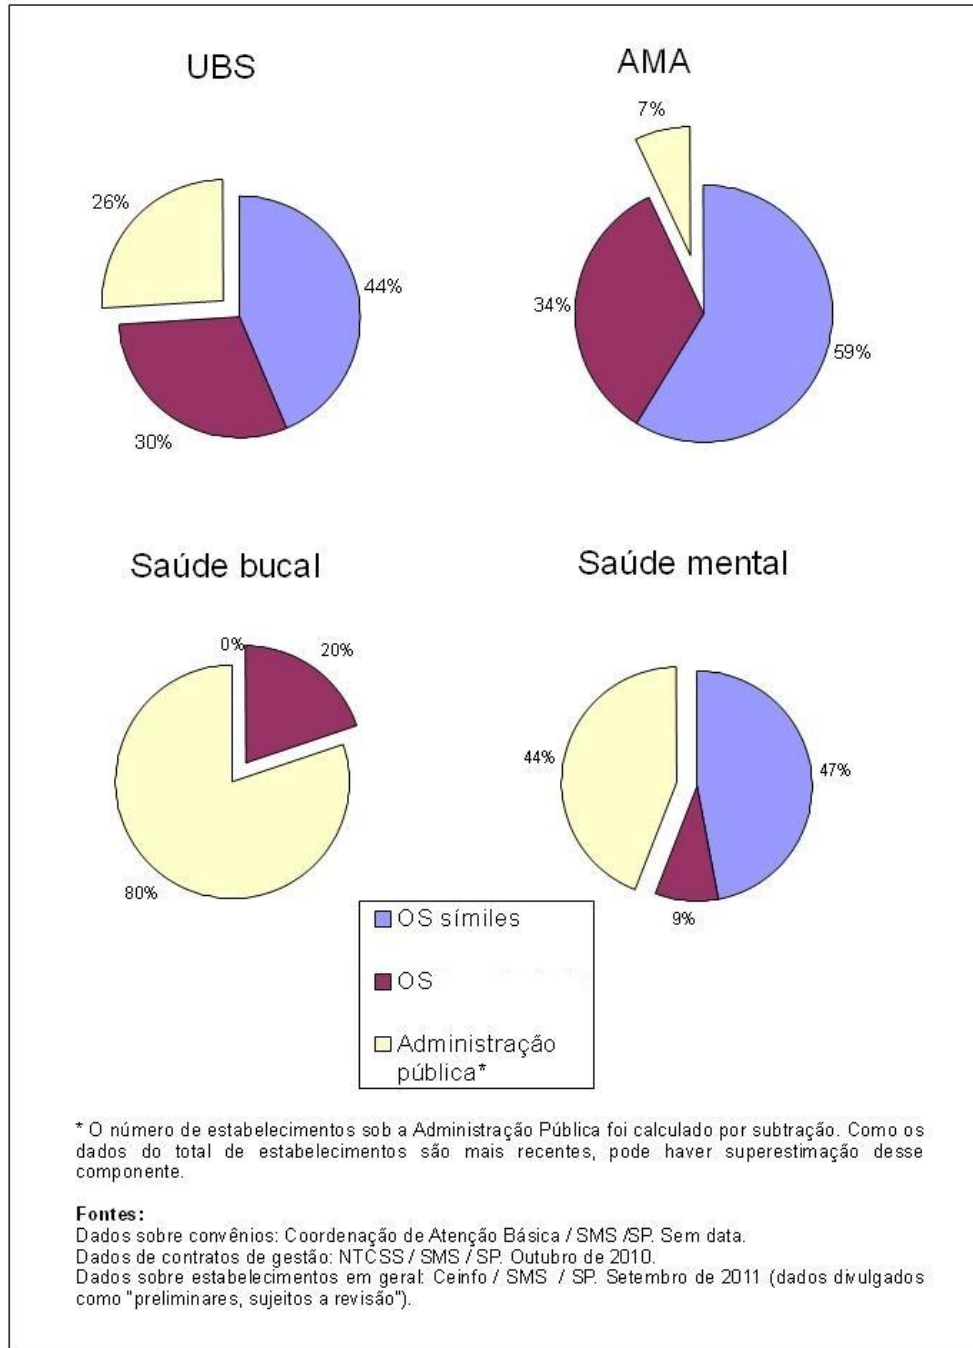 UBS
AMA
7%
26%
44%
34%
59%
30%
Saúde bucal
Saúde mental
0%
20%
44%
47%
80%
9%
OS símiles
OS
Administração
pública*
* O número de estabelecimentos sob a Administração Pública foi calculado por subtração. Como os
dados do total de estabelecimentos são mais recentes, pode haver superestimação desse
componente.
Fontes:
Dados sobre convênios: Coordenação de Atenção Básica / SMS /SP. Sem data.
Dados de contratos de gestão: NTCSS / SMS / SP. Outubro de 2010.
Dados sobre estabelecimentos em geral: Ceinfo / SMS / SP. Setembro de 2011 (dados divulgados
como "preliminares, sujeitos a revisão").